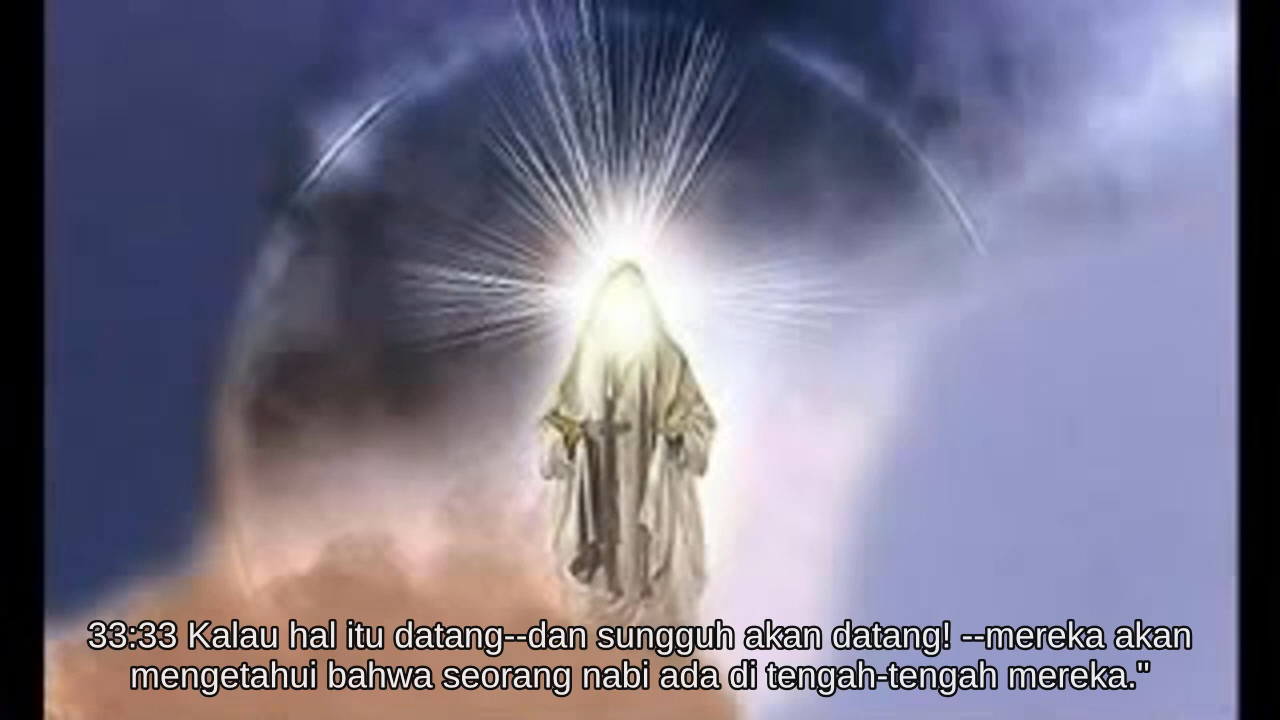 33:33 Kalau hal itu datang--dan sungguh akan datang! --mereka akan
mengetahui bahwa seorang nabi ada di tengah-tengah mereka."